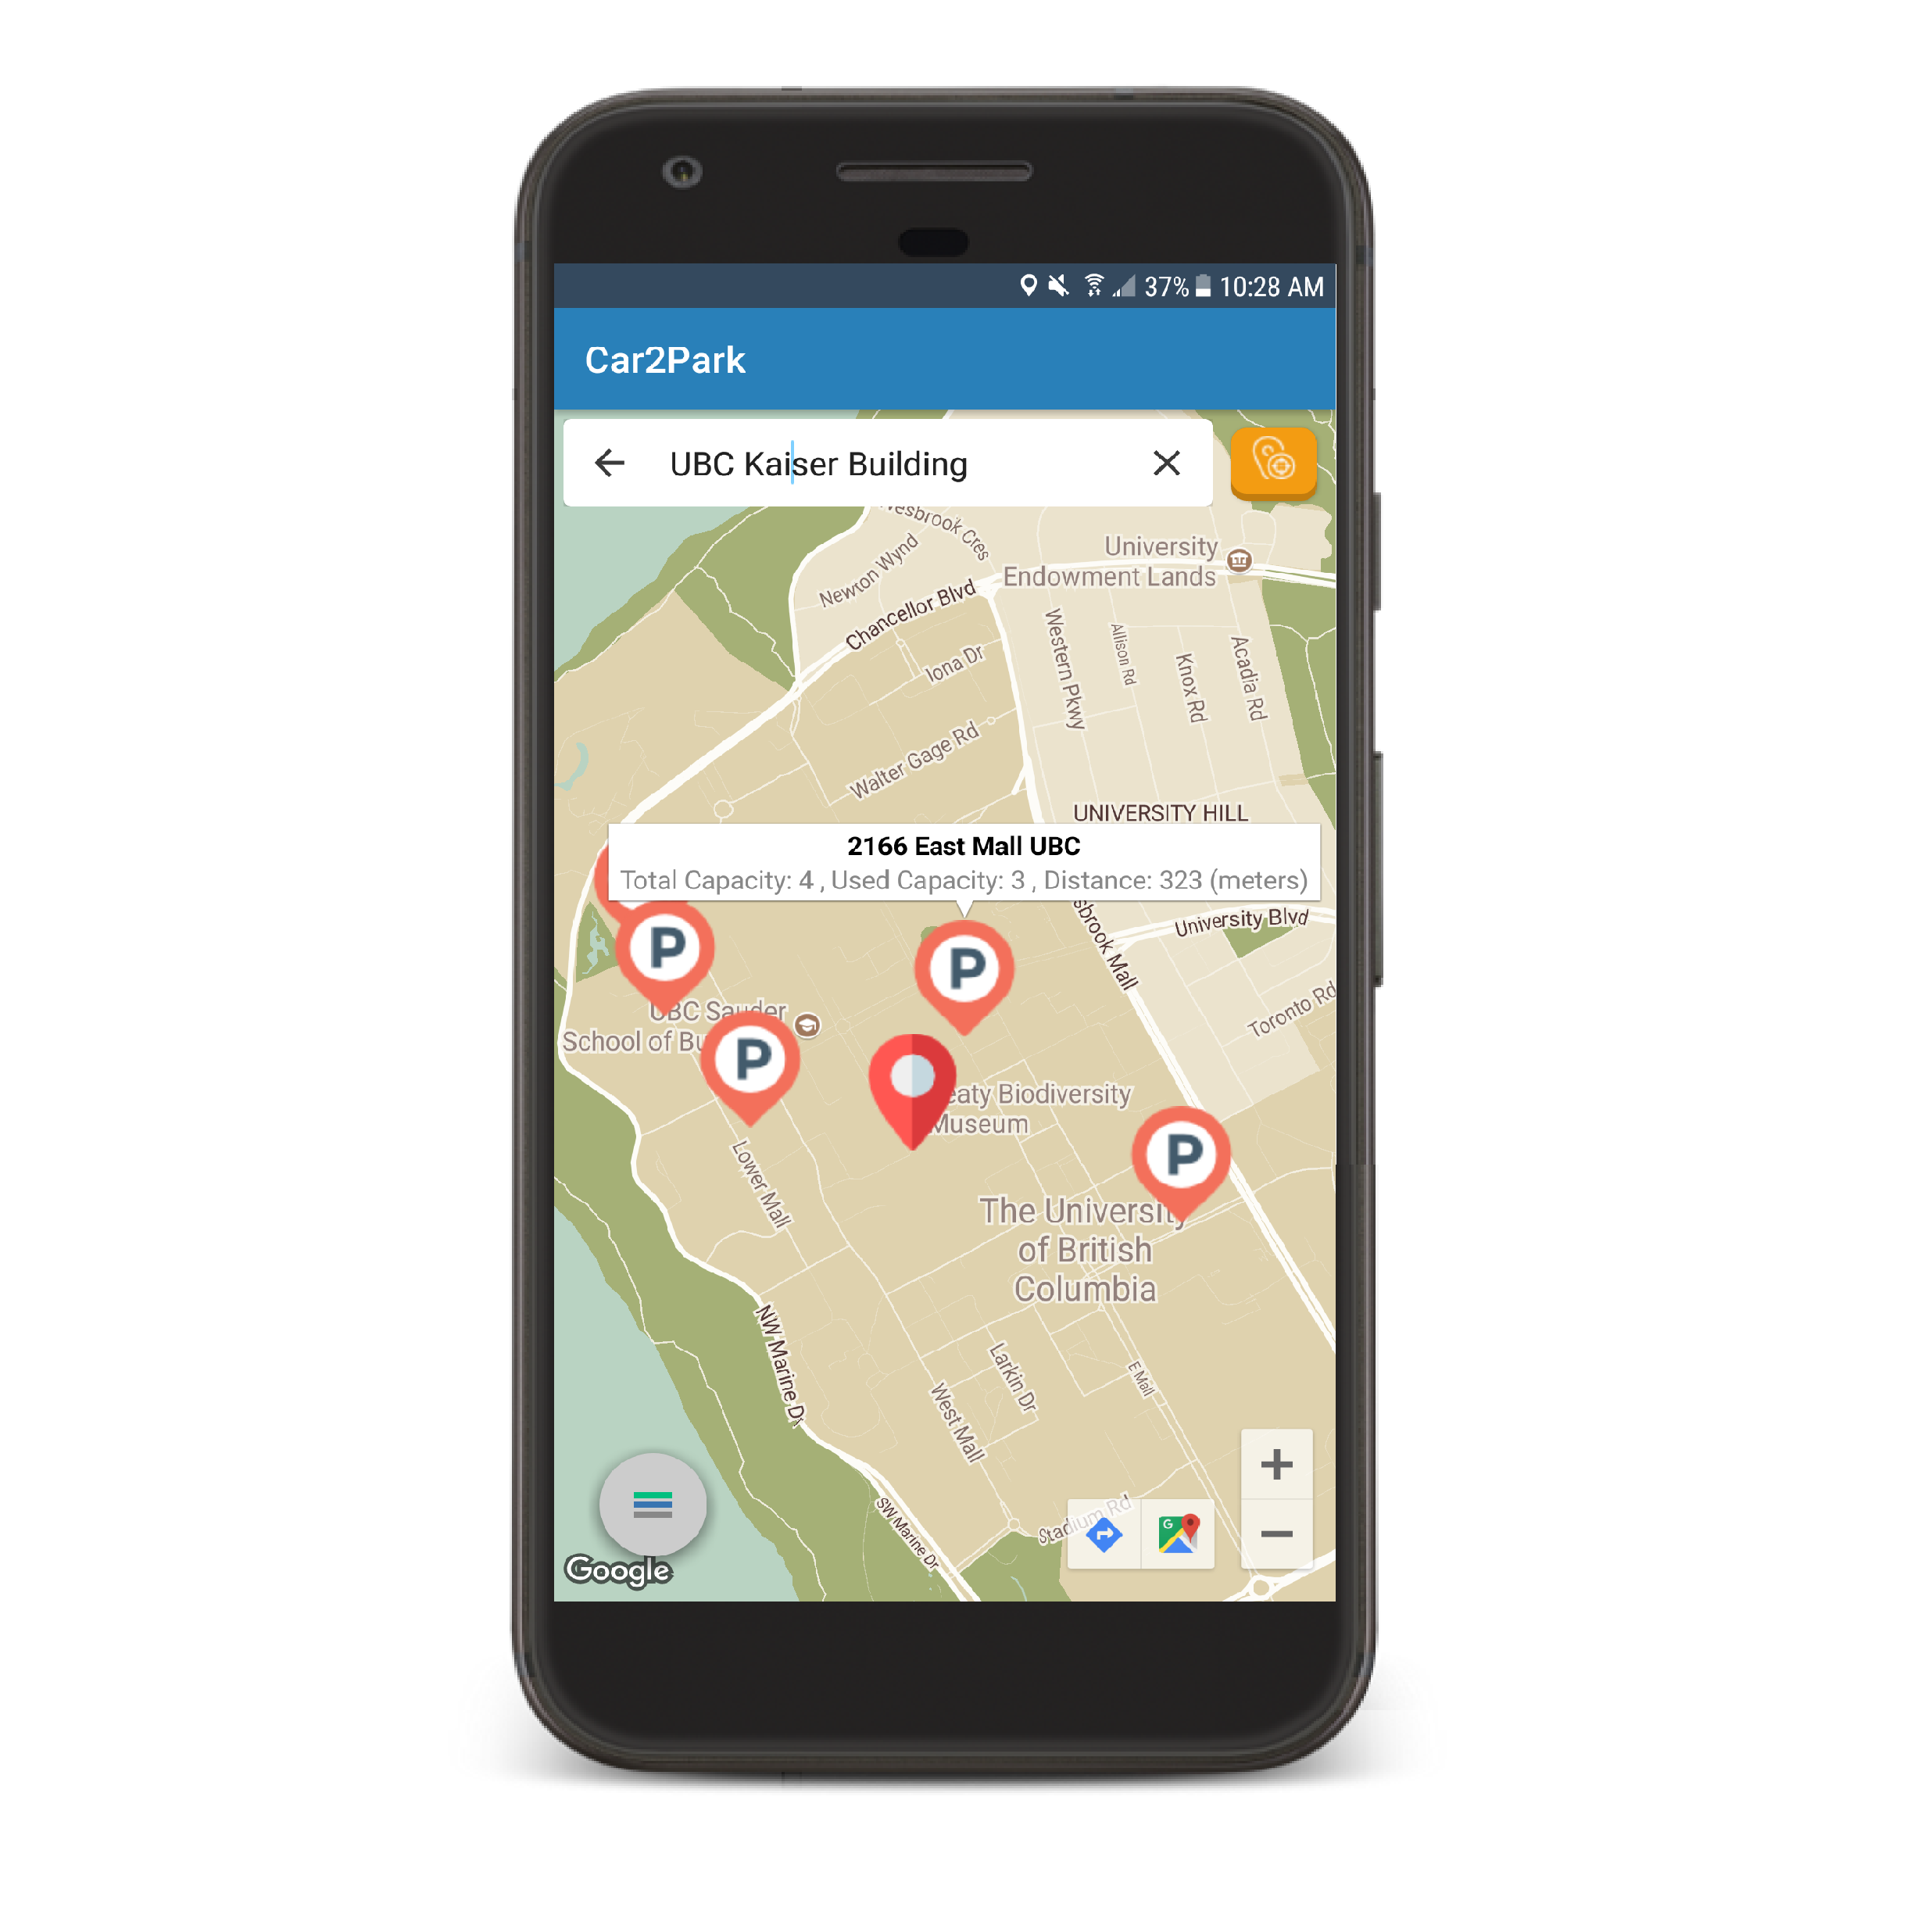 37% 10:28 AM
Car2Park
UBC Kaiser Building
Wesbrook Cres
Newton Wynd
University
Endowment Lands
Chancellor Blvd
Western Pkwy
Allison Rd
Knox Rd
Acadia Rd
Iona Dr
Walter Gage Rd
UNIVERSITY HILL
2166 East Mall UBC
Total Capacity: 4 , Used Capacity: 3 , Distance: 323 (meters)
University Blvd
Mall
P
P
Toronto Rd
UBC Sauder
School of
P
Biodiversity
Museum
P
Lower Mall
The University
of British
Columbia
NW Marine Dr
Larkin Dr
E Mall
West Mall
SW Marine Dr
Stadium Rd
G
Google